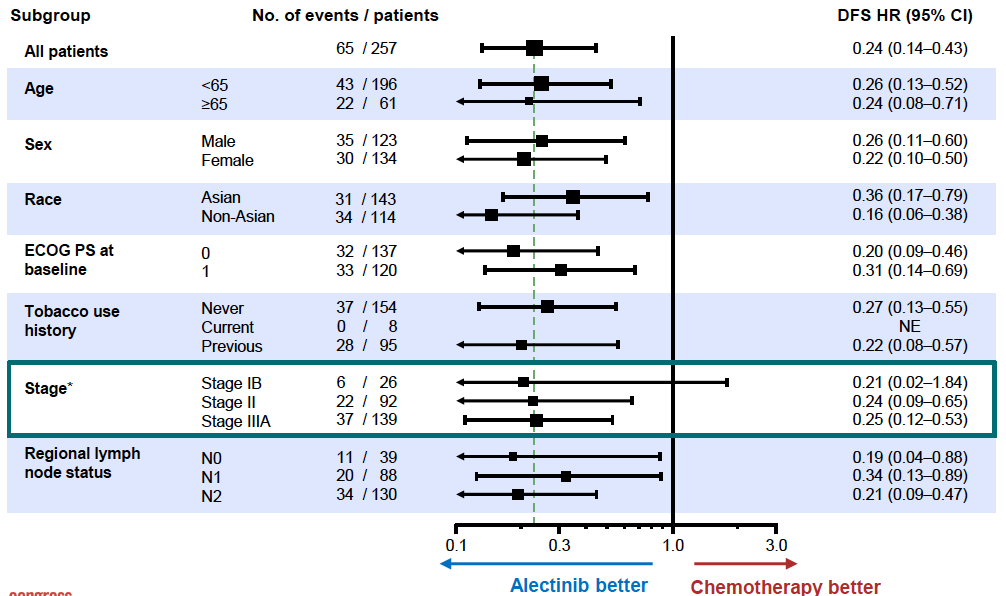 Subgroup No. of events / patients DFS HR (95% CI)
All patients 65 / 257 0.24 (0.14–0.43)
Age <65 43 / 196 0.26 (0.13–0.52)
≥65 22 / 61 0.24 (0.08–0.71)
Sex Male 35 / 123 0.26 (0.11–0.60)
Female 30 / 134 0.22 (0.10–0.50)
Race Asian 31 / 143 0.36 (0.17–0.79)
Non-Asian 34 / 114 0.16 (0.06–0.38)
ECOG PS at 0 32 / 137 0.20 (0.09–0.46)
baseline 1 33 / 120 0.31 (0.14–0.69)
Tobacco use Never 37 / 154 0.27 (0.13–0.55)
history Current 0 / 8 NE
Previous 28 / 95 0.22 (0.08–0.57)
Stage* Stage IB 6 / 26 0.21 (0.02–1.84)
Stage II 22 / 92 0.24 (0.09–0.65)
Stage IIIA 37 / 139 0.25 (0.12–0.53)
Regional lymph N0 11 / 39 0.19 (0.04–0.88)
node status N1 20 / 88 0.34 (0.13–0.89)
N2 34 / 130 0.21 (0.09–0.47)
0.1 0.3 1.0 3.0
Alectinib better Chemotherapy better